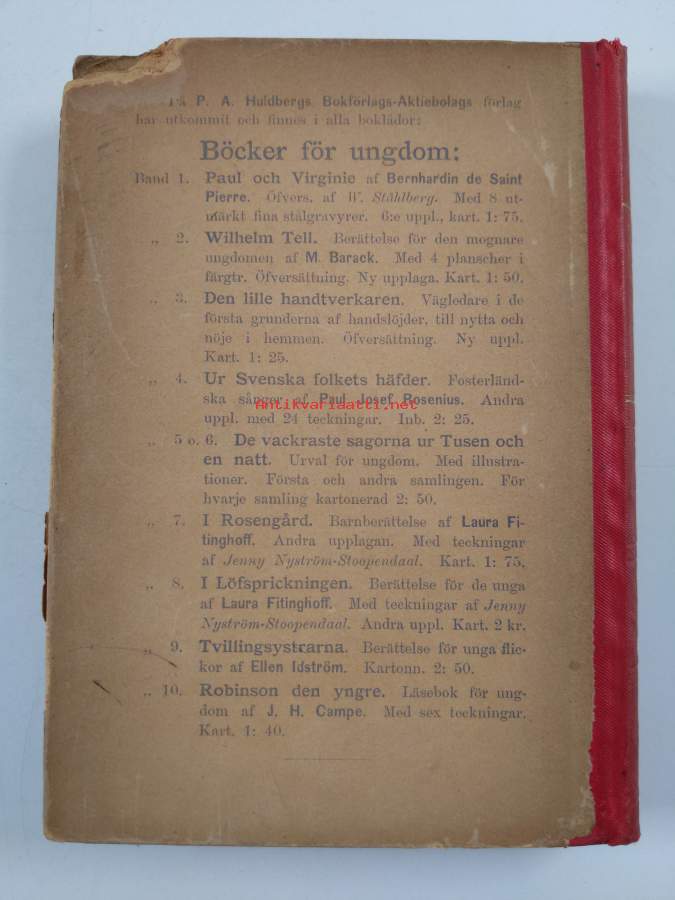 På P. A. Huldbergs Bokförlags-Aktiebolags förlag
har utkommit och finnes i alla boklådor:
Böcker för ungdom:
Band 1. Paul och Virginie af Bernhardin de Saint
Pierre. Öfvers. af W. Ståhlberg. Med 8 ut-
märkt fina stålgravyrer. 6:e uppl., kart. 1: 75.
„ 2. Wilhelm Tell. Berättelse för den mognare
ungdomen af M. Barack. Med 4 planscher i
färgtr. Öfversättning. Ny upplaga. Kart. 1: 50.
„ 3. Den lille handtverkaren. Vägledare i de
första grunderna af handslöjder, till nytta och
nöje i hemmen. Öfversättning. Ny uppl.
Kart. 1: 25.
„ 4. Ur Svenska folkets häfder. Fosterländ-
ska sånger af Paul Josef Rosenius. Andra
Antikvariaatti.net
uppl. med 24 teckningar. Inb. 2: 25.
„ 5 o. 6. De vackraste sagorna ur Tusen och
en natt. Urval för ungdom. Med illustra-
tioner. Första och andra samlingen. För
hvarje samling kartonerad 2: 50.
„ 7. I Rosengård. Barnberättelse af Laura Fi-
tinghoff. Andra upplagan. Med teckningar
af Jenny Nyström-Stoopendaal. Kart. 1: 75.
„ 8. I Löfsprickningen. Berättelse för de unga
af Laura Fitinghoff. Med teckningar af Jenny
Nyström-Stoopendaal. Andra uppl. Kart. 2 kr.
„ 9. Tvillingsystrarna. Berättelse för unga flic-
kor af Ellen Idström. Kartonn. 2: 50.
„ 10. Robinson den yngre. Läsebok för ung-
dom af J. H. Campe. Med sex teckningar.
Kart. 1: 40.